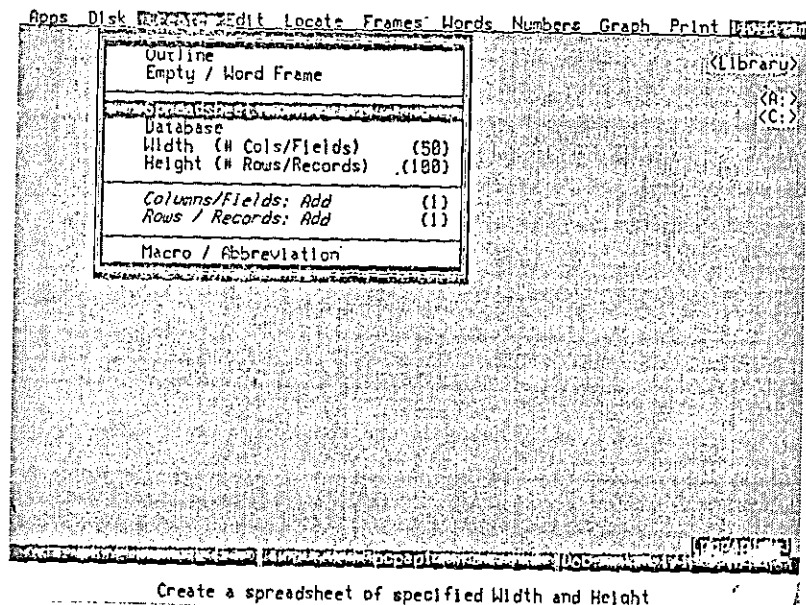 Apps Disk Create Edit Locate Frames Words Numbers Graph Print
Outline
Empty / Word Frame
Spreadsheet
Database
Width (# Cols/Fields) {50}
Height (# Rows/Records) {100}
Columns/Fields: Add {1}
Rows / Records: Add {1}
Macro / Abbreviation
<Library>
<A:>
<C:>
Create a spreadsheet of specified Width and Height